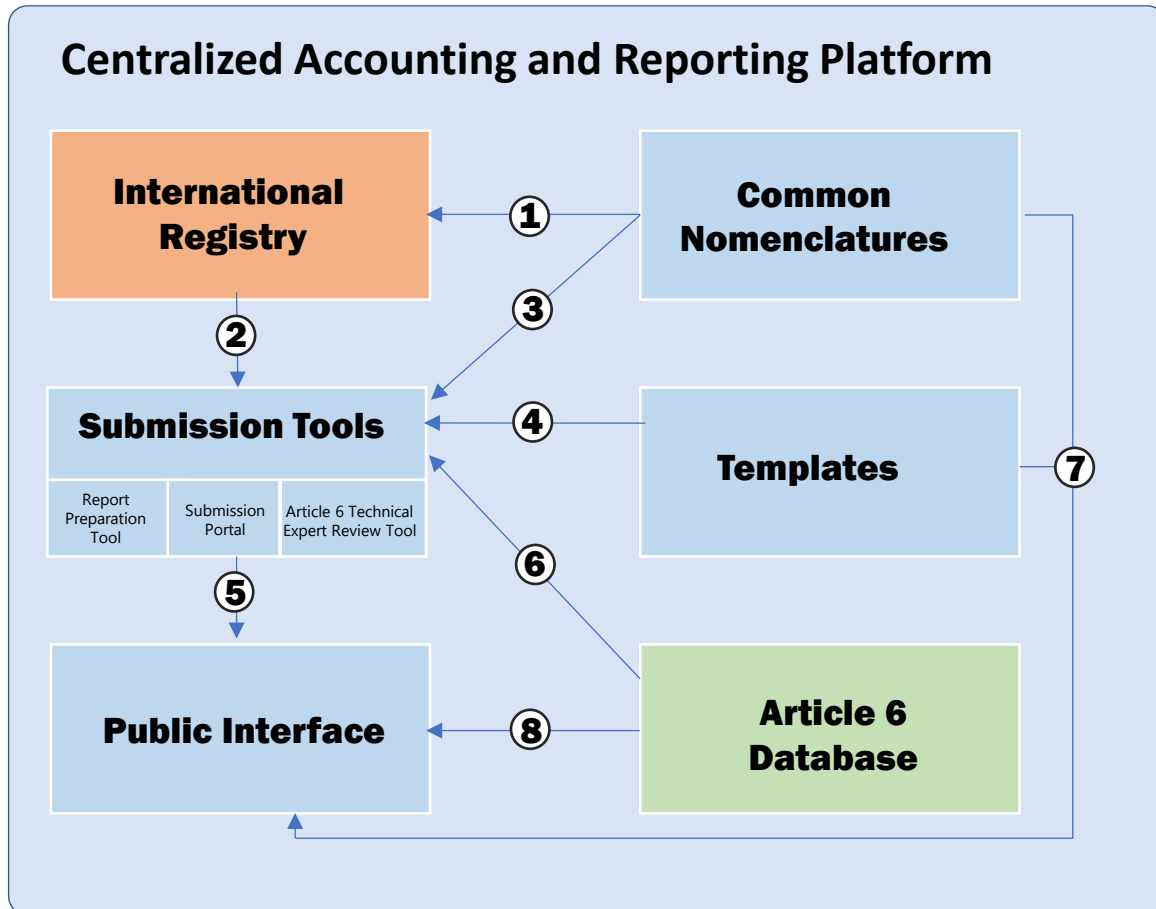 Centralized Accounting and Reporting Platform
International
Registry
1
Common
Nomenclatures
2
3
Submission Tools
4
Templates
7
Report
Preparation
Tool
Submission
Portal
Article 6 Technical
Expert Review Tool
5
6
Public Interface
8
Article 6
Database